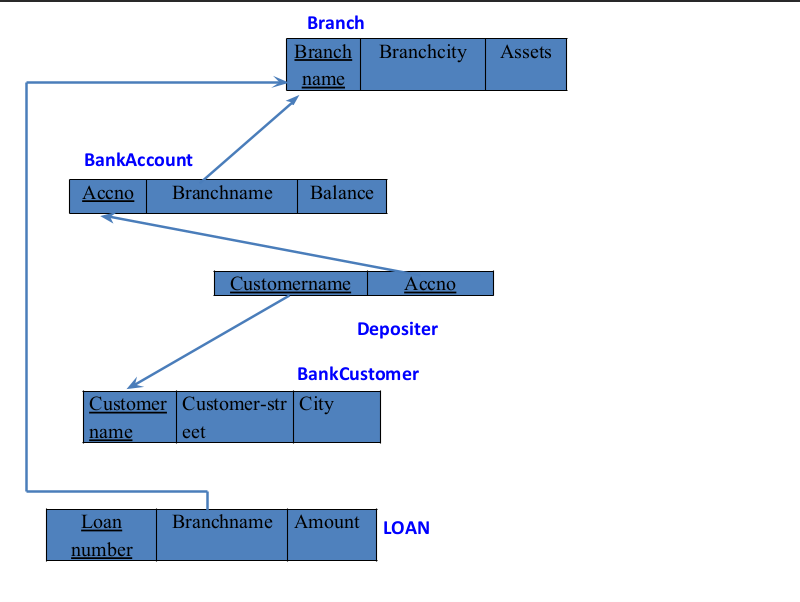 Branch
Branch Branchcity Assets
name
BankAccount
Accno Branchname Balance
Customername Accno
Depositer
BankCustomer
Customer Customer-str City
name eet
Loan Branchname Amount
number
LOAN